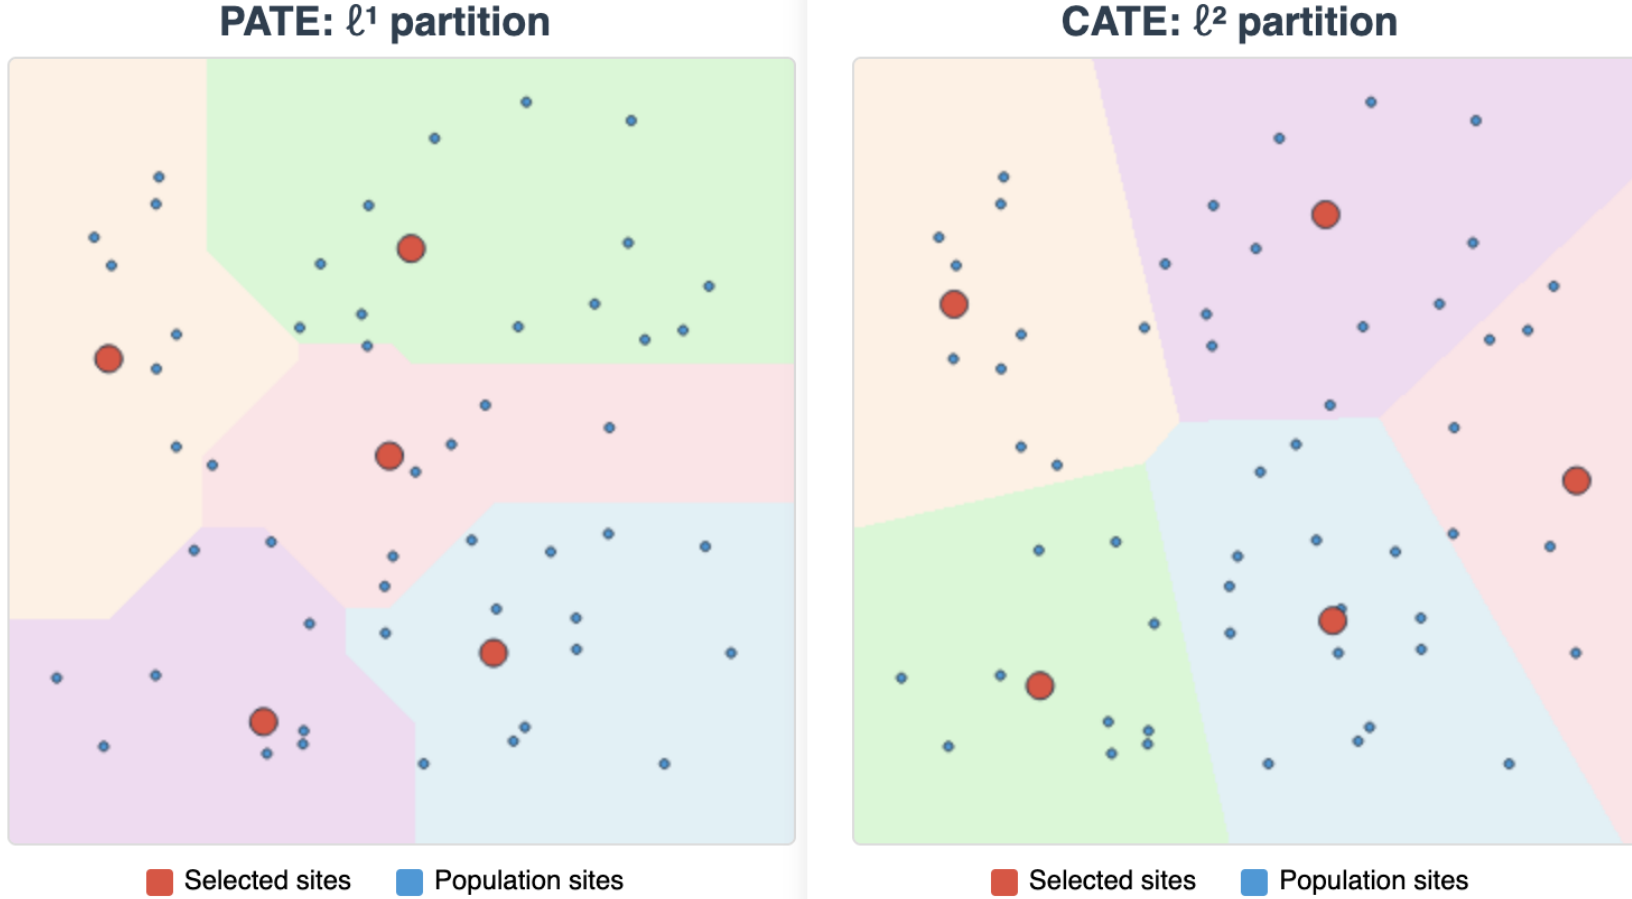 PATE: ℓ¹ partition
CATE: ℓ² partition
Selected sites
Population sites
Selected sites
Population sites